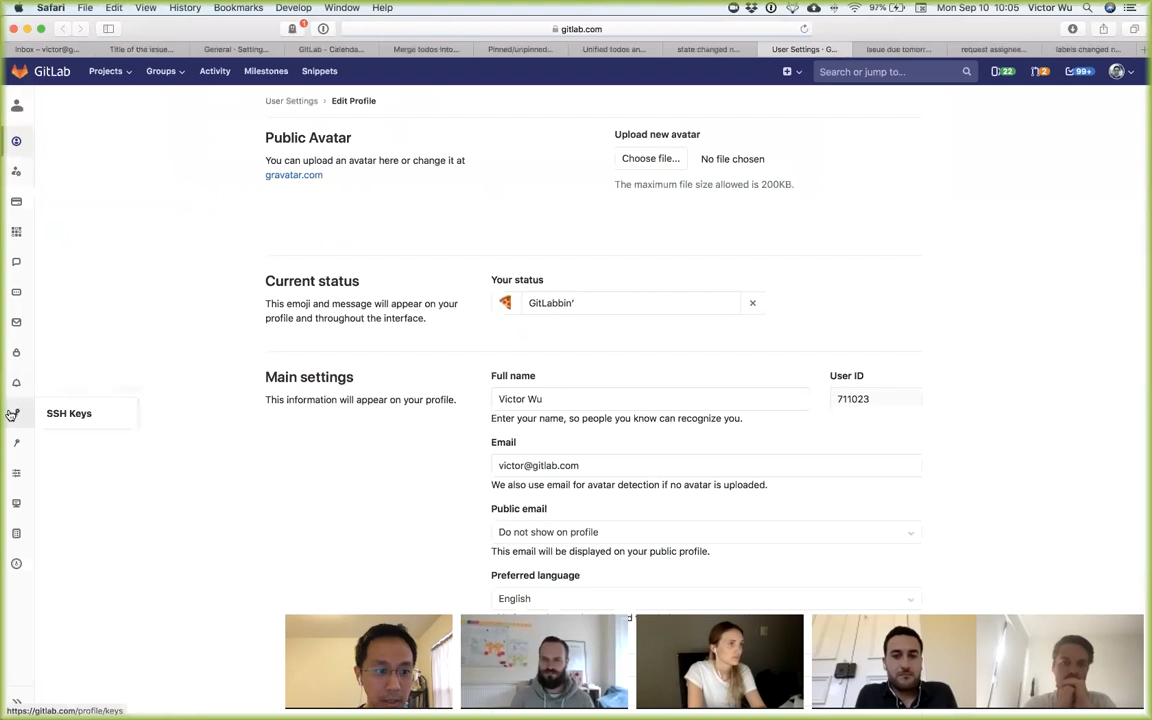 Safari File Edit View History Bookmarks Develop Window Help 97% Mon Sep 10 10:05 Victor Wu
1 gitlab.com
Inbox – victor@g... Title of the issue... General · Setting... GitLab - Calenda... Merge todos into... Pinned/unpinned... Unified todos an... state changed n... User Settings · G... Issue due tomorr... request assignee... labels changed n...
GitLab Projects Groups Activity Milestones Snippets Search or jump to... 22 2 99+
User Settings › Edit Profile
Public Avatar
You can upload an avatar here or change it at
gravatar.com
Upload new avatar
Choose file... No file chosen
The maximum file size allowed is 200KB.
Current status
This emoji and message will appear on your
profile and throughout the interface.
Your status
GitLabbin'
Main settings
This information will appear on your profile.
Full name
Victor Wu
Enter your name, so people you know can recognize you.
User ID
711023
SSH Keys
Email
victor@gitlab.com
We also use email for avatar detection if no avatar is uploaded.
Public email
Do not show on profile
This email will be displayed on your public profile.
Preferred language
English
https://gitlab.com/profile/keys